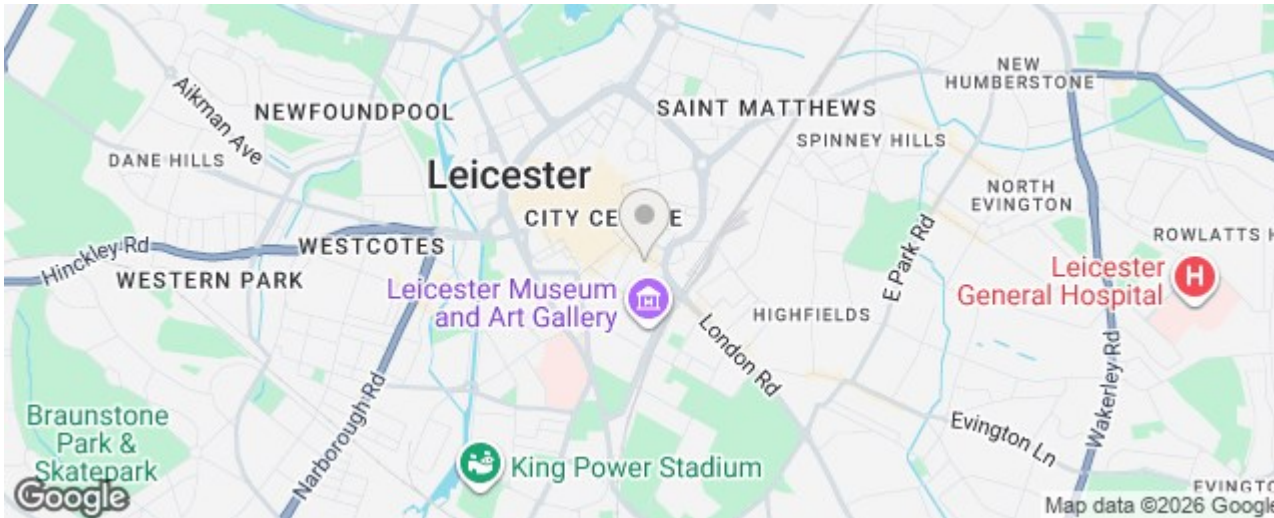 NEW
HUMBERSTONE
Aikman Ave
NEWFOUNDPOOL
SAINT MATTHEWS
SPINNEY HILLS
DANE HILLS
Leicester
NORTH
EVINGTON
CITY CE
E
E Park Rd
ROWLATTS
Hinckley Rd
WESTCOTES
WESTERN PARK
Leicester
General Hospital
H
Leicester Museum
and Art Gallery
HIGHFIELDS
London Rd
Wakerley Rd
Narborough Rd
Braunstone
Park &
Skatepark
Evington Ln
King Power Stadium
EVINGTO
Google
Map data ©2026 Google